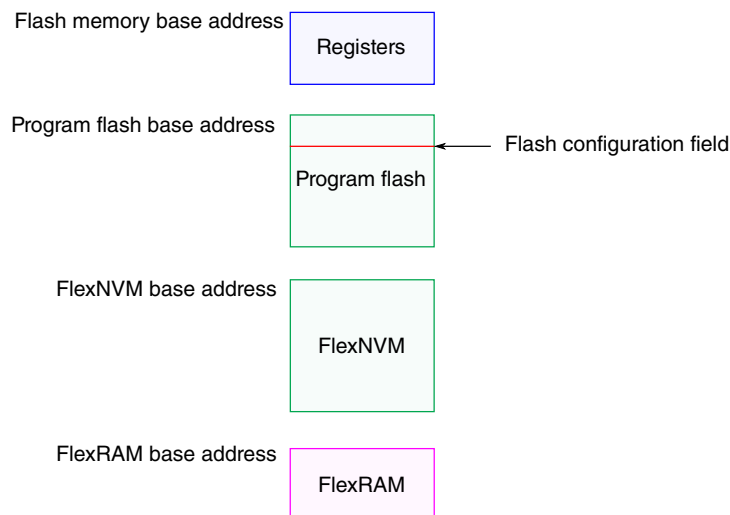 Flash memory base address
Registers
Program flash base address
Flash configuration field
Program flash
FlexNVM base address
FlexNVM
FlexRAM base address
FlexRAM